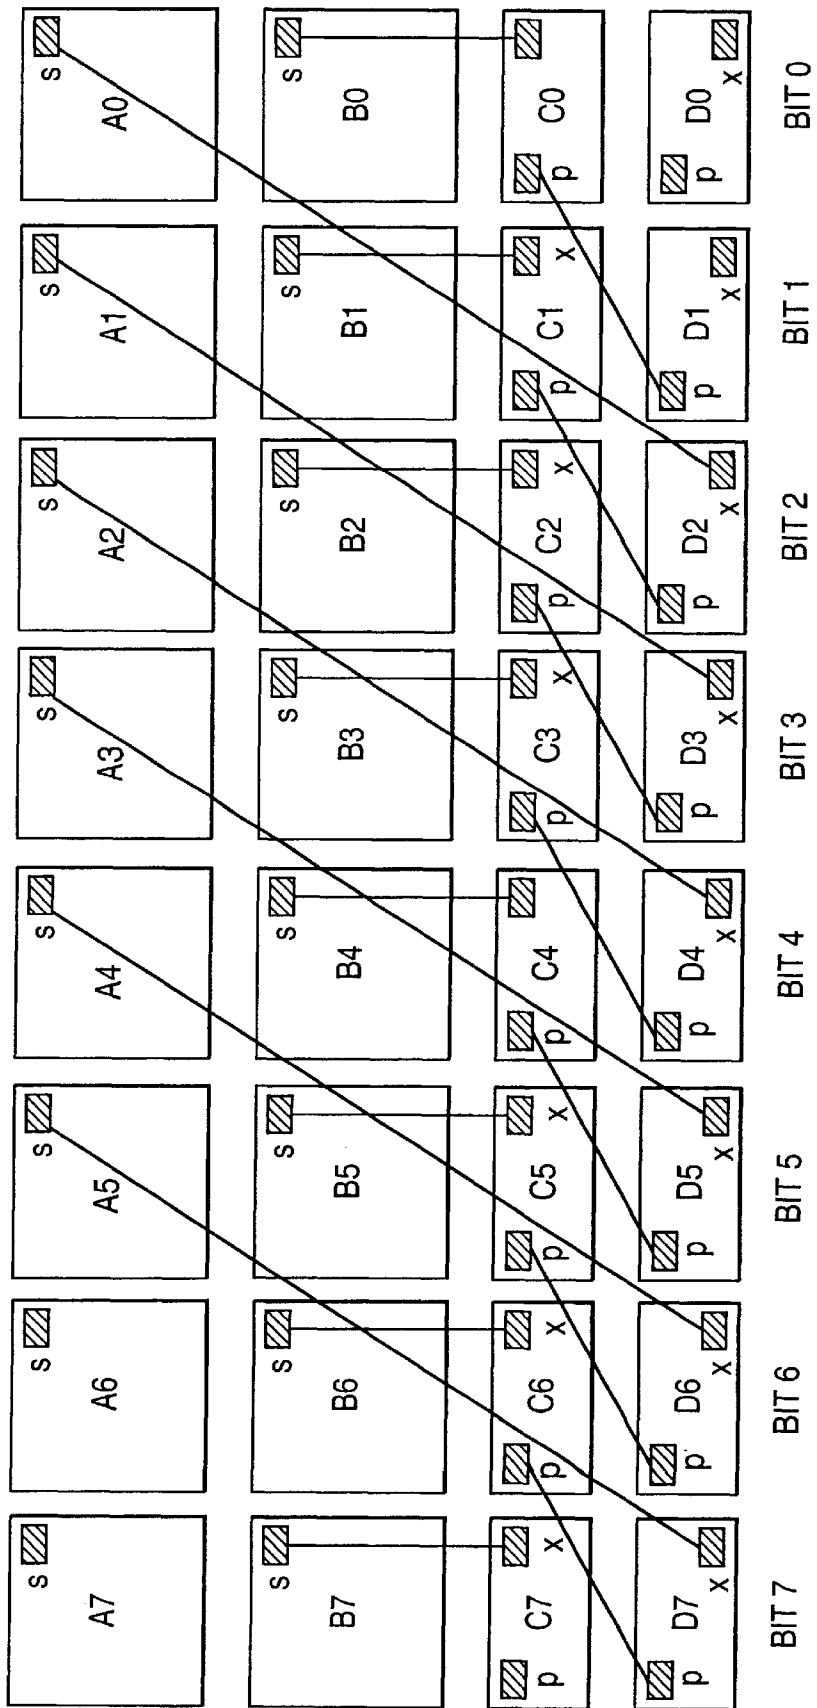 s s s s s s s s
A7 A6 A5 A4 A3 A2 A1 A0
s s s s s s s s
B7 B6 B5 B4 B3 B2 B1 B0
p C7 x p C6 x p C5 x p C4 p C3 x p C2 x p C1 x p C0
p D7 x p D6 x p D5 x p D4 x p D3 x p D2 x p D1 x p D0 x
BIT 7 BIT 6 BIT 5 BIT 4 BIT 3 BIT 2 BIT 1 BIT 0